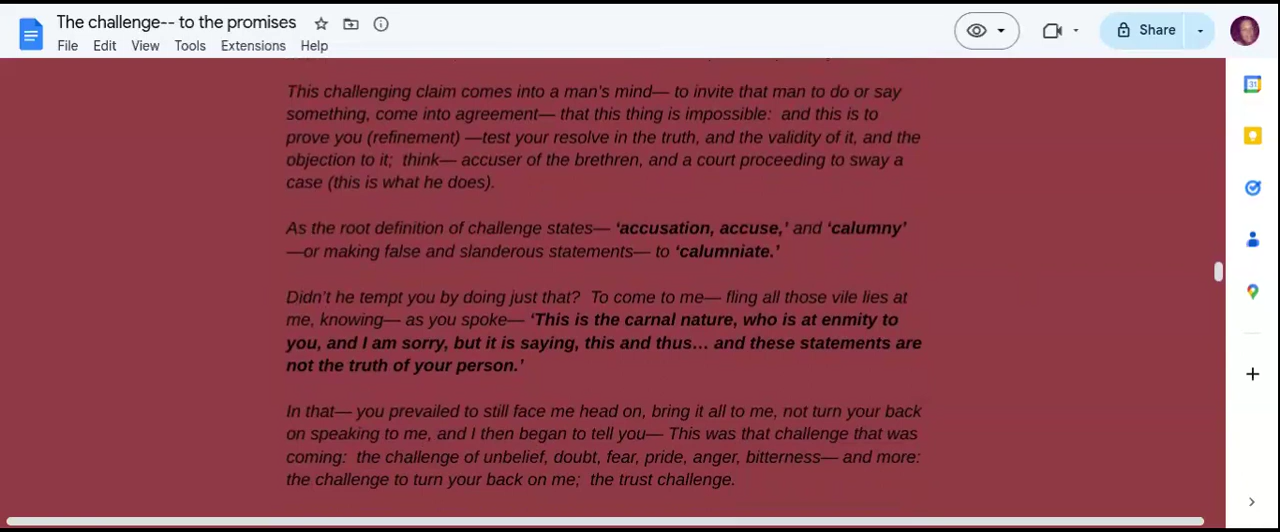 The challenge-- to the promises
File Edit View Tools Extensions Help
Share
31
This challenging claim comes into a man's mind— to invite that man to do or say
something, come into agreement— that this thing is impossible:  and this is to
prove you (refinement) —test your resolve in the truth, and the validity of it, and the
objection to it;  think— accuser of the brethren, and a court proceeding to sway a
case (this is what he does).
As the root definition of challenge states— ‘accusation, accuse,’ and ‘calumny’
—or making false and slanderous statements— to ‘calumniate.’
Didn't he tempt you by doing just that?  To come to me— fling all those vile lies at
me, knowing— as you spoke— ‘This is the carnal nature, who is at enmity to
you, and I am sorry, but it is saying, this and thus… and these statements are
not the truth of your person.’
In that— you prevailed to still face me head on, bring it all to me, not turn your back
on speaking to me, and I then began to tell you— This was that challenge that was
coming:  the challenge of unbelief, doubt, fear, pride, anger, bitterness— and more:
the challenge to turn your back on me;  the trust challenge.